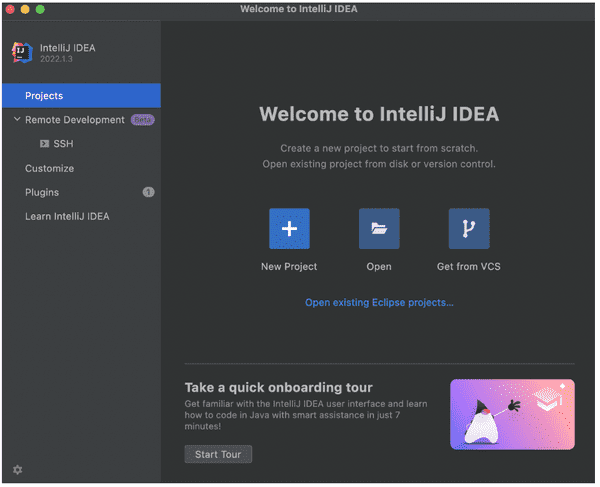 Welcome to IntelliJ IDEA
IJ
IntelliJ IDEA
2022.1.3
Projects
Remote Development Beta
SSH
Customize
Plugins 1
Learn IntelliJ IDEA
Welcome to IntelliJ IDEA
Create a new project to start from scratch.
Open existing project from disk or version control.
New Project
Open
Get from VCS
Open existing Eclipse projects...
Take a quick onboarding tour
Get familiar with the IntelliJ IDEA user interface and learn
how to code in Java with smart assistance in just 7
minutes!
Start Tour